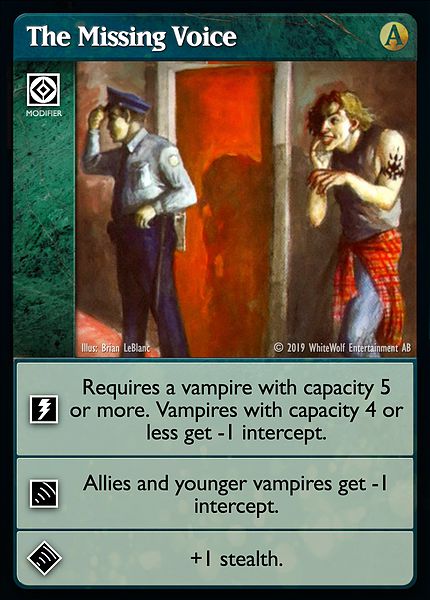 The Missing Voice
A
MODIFIER
Illus: Brian LeBlanc
© 2019 WhiteWolf Entertainment AB
Requires a vampire with capacity 5
or more. Vampires with capacity 4 or
less get -1 intercept.
Allies and younger vampires get -1
intercept.
+1 stealth.